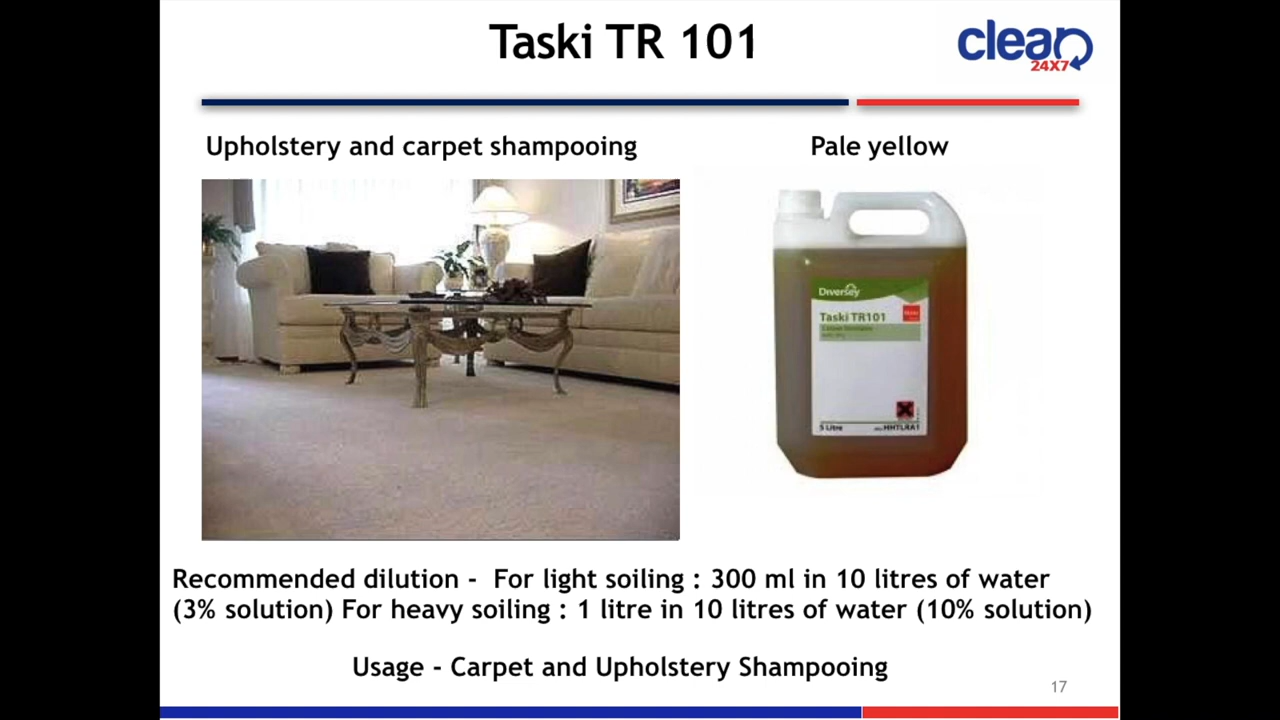 Taski TR 101
clean
24X7
Upholstery and carpet shampooing
Pale yellow
Diversey
Taski TR101
5 Litre
HHTLRA1
Recommended dilution - For light soiling : 300 ml in 10 litres of water
(3% solution) For heavy soiling : 1 litre in 10 litres of water (10% solution)
Usage - Carpet and Upholstery Shampooing
17